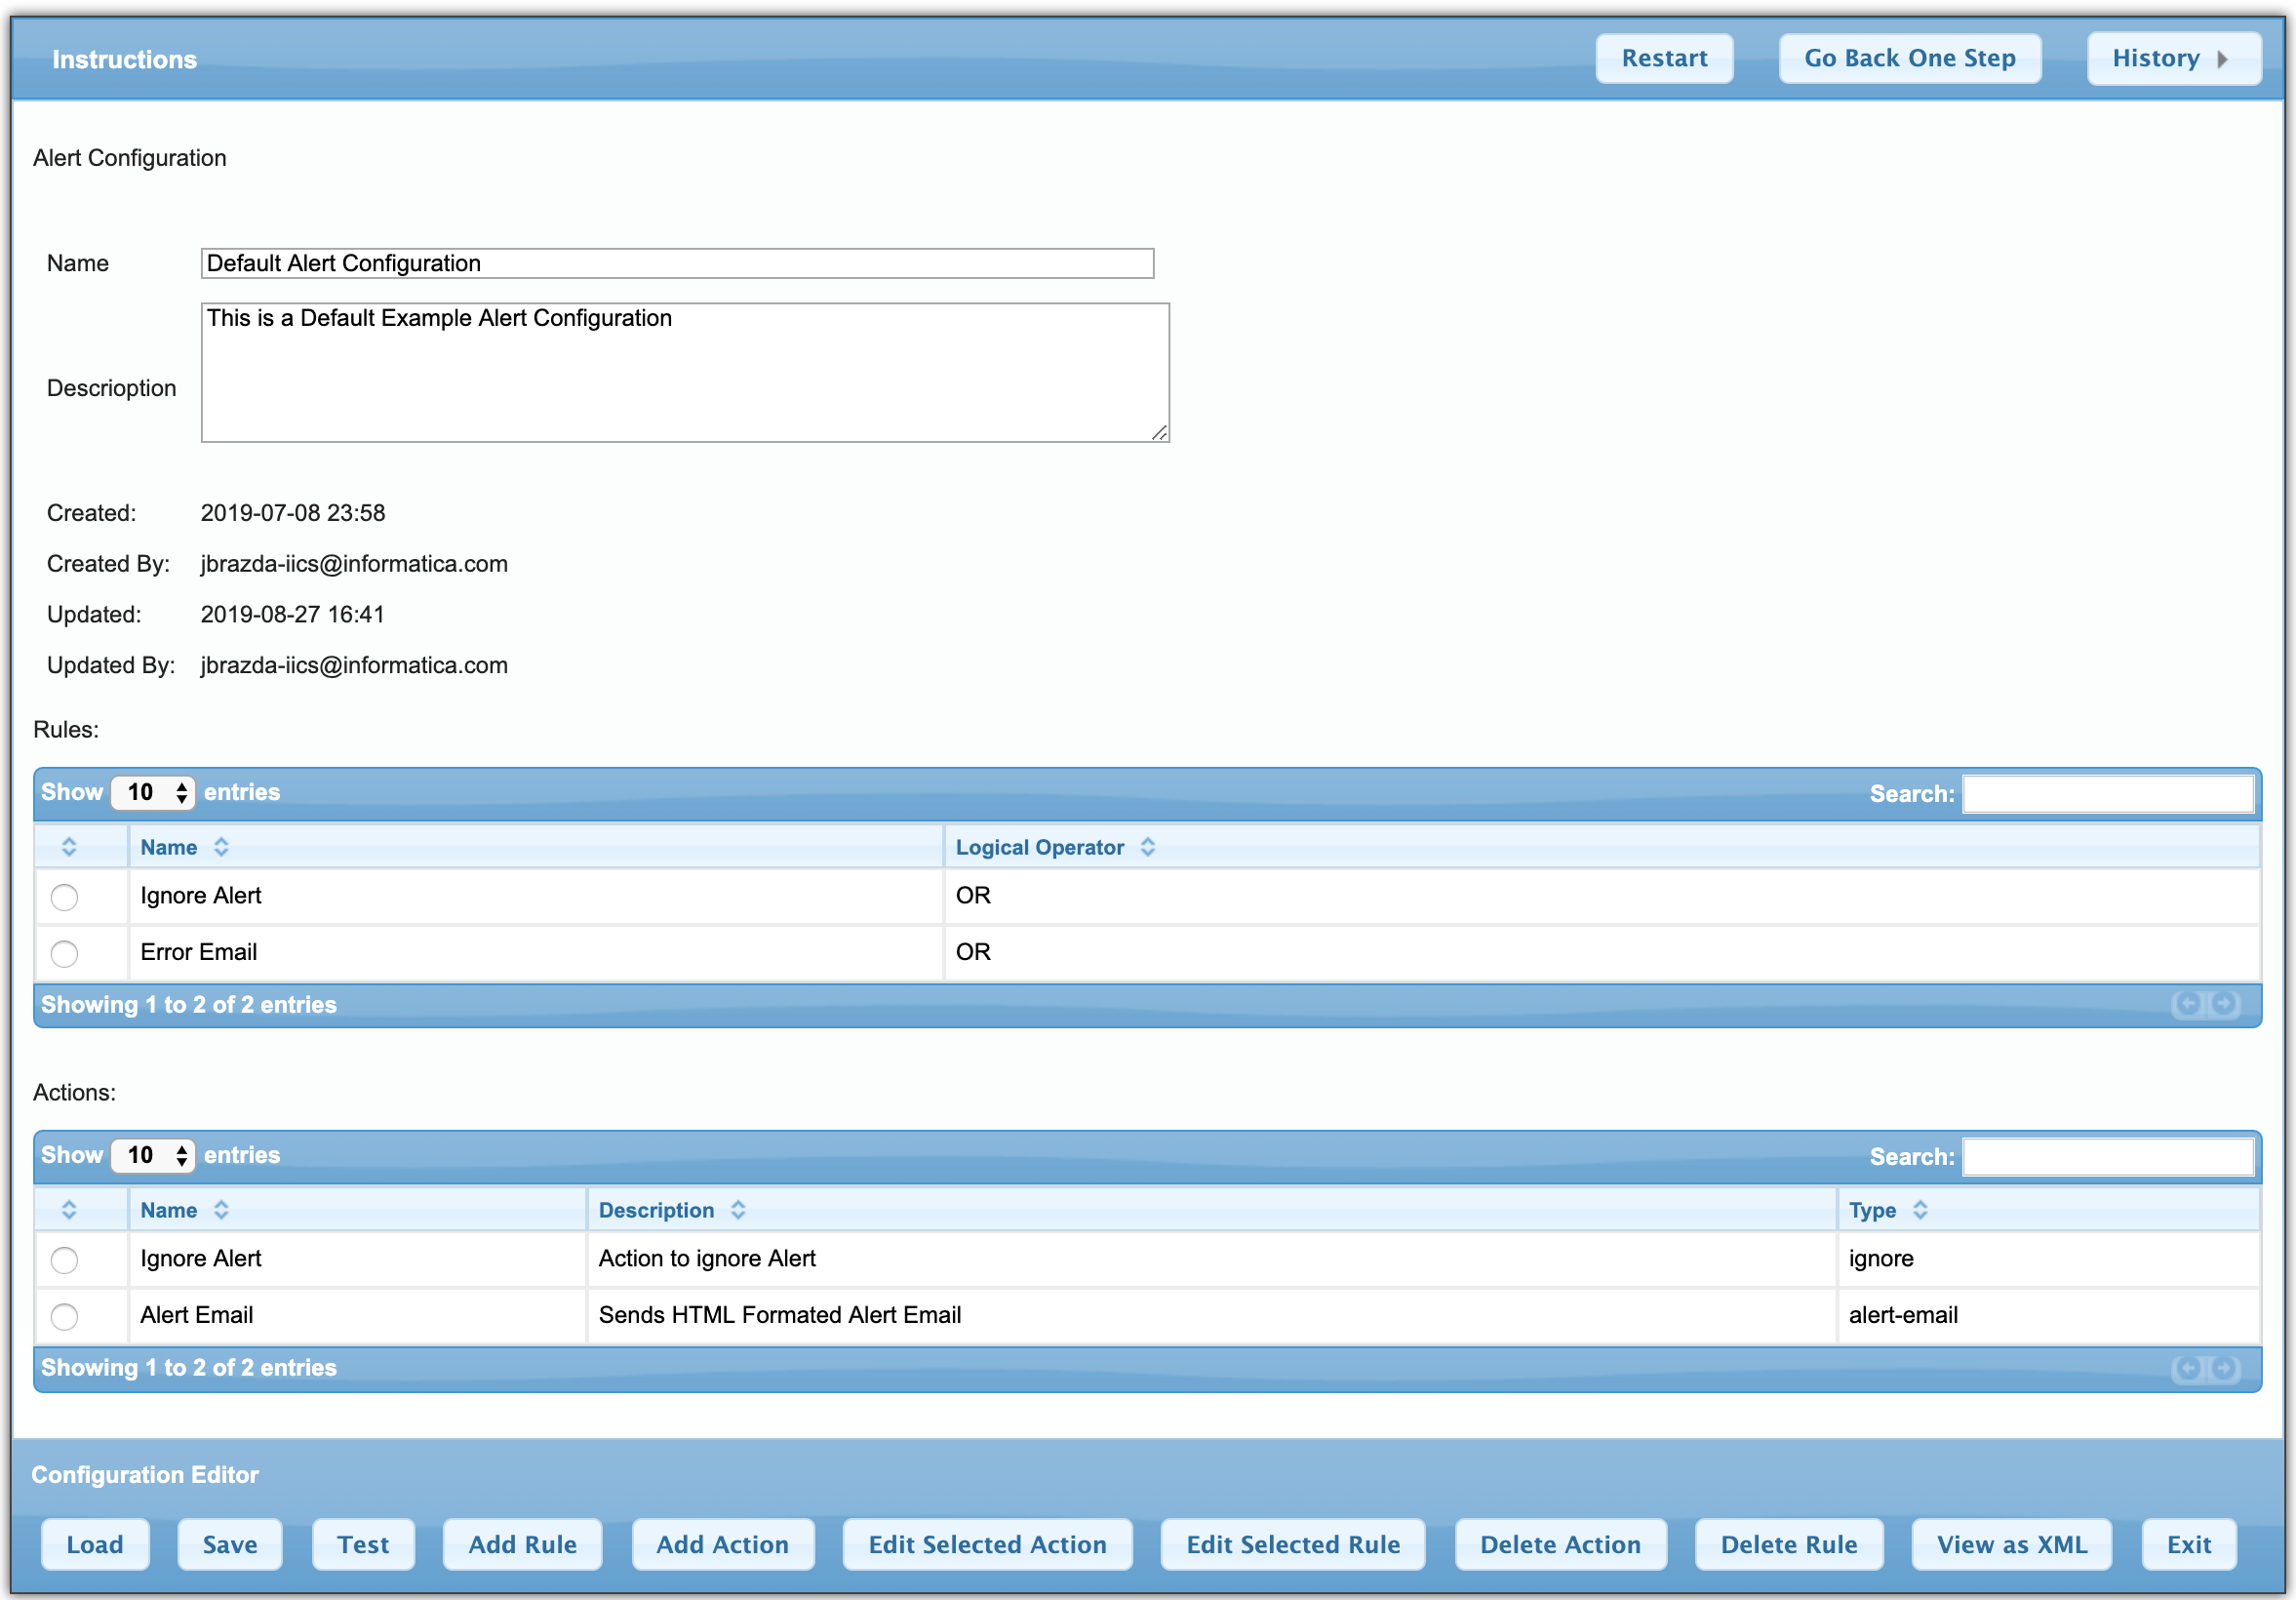 Instructions Restart Go Back One Step History
Alert Configuration
Name Default Alert Configuration
This is a Default Example Alert Configuration
Descrioption
Created: 2019-07-08 23:58
Created By: jbrazda-iics@informatica.com
Updated: 2019-08-27 16:41
Updated By: jbrazda-iics@informatica.com
Rules:
Show 10 entries Search:
Name Logical Operator
Ignore Alert OR
Error Email OR
Showing 1 to 2 of 2 entries
Actions:
Show 10 entries Search:
Name Description Type
Ignore Alert Action to ignore Alert ignore
Alert Email Sends HTML Formated Alert Email alert-email
Showing 1 to 2 of 2 entries
Configuration Editor
Load Save Test Add Rule Add Action Edit Selected Action Edit Selected Rule Delete Action Delete Rule View as XML Exit